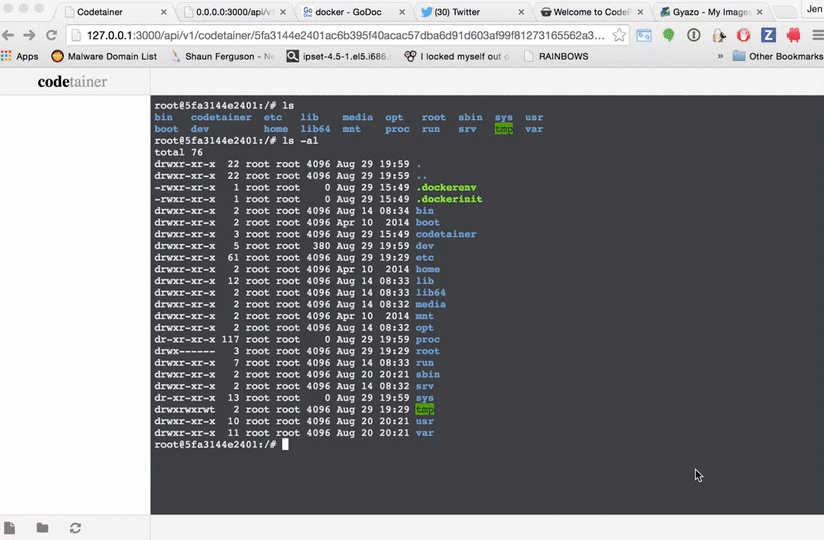 Codetainer 0.0.0.0:3000/api/v1 docker - GoDoc (30) Twitter Welcome to CodeP Gyazo - My Images Jen
127.0.0.1:3000/api/v1/codetainer/5fa3144e2401ac6b395f40acac57dba6d91d603af99f81273165562a3...
Apps Malware Domain List Shaun Ferguson - Ne ipset-4.5-1.el5.i686. I locked myself out o RAINBOWS » Other Bookmarks
codetainer
root@5fa3144e2401:/# ls
bin codetainer etc lib media opt root sbin sys usr
boot dev home lib64 mnt proc run srv tmp var
root@5fa3144e2401:/# ls -al
total 76
drwxr-xr-x 22 root root 4096 Aug 29 19:59 .
drwxr-xr-x 22 root root 4096 Aug 29 19:59 ..
-rwxr-xr-x 1 root root 0 Aug 29 15:49 .dockerenv
-rwxr-xr-x 1 root root 0 Aug 29 15:49 .dockerinit
drwxr-xr-x 2 root root 4096 Aug 14 08:34 bin
drwxr-xr-x 2 root root 4096 Apr 10 2014 boot
drwxr-xr-x 3 root root 4096 Aug 29 15:49 codetainer
drwxr-xr-x 5 root root 380 Aug 29 19:59 dev
drwxr-xr-x 61 root root 4096 Aug 29 19:29 etc
drwxr-xr-x 2 root root 4096 Apr 10 2014 home
drwxr-xr-x 12 root root 4096 Aug 14 08:33 lib
drwxr-xr-x 2 root root 4096 Aug 14 08:33 lib64
drwxr-xr-x 2 root root 4096 Aug 14 08:32 media
drwxr-xr-x 2 root root 4096 Apr 10 2014 mnt
drwxr-xr-x 2 root root 4096 Aug 14 08:32 opt
dr-xr-xr-x 117 root root 0 Aug 29 19:59 proc
drwx------ 3 root root 4096 Aug 29 19:29 root
drwxr-xr-x 7 root root 4096 Aug 14 08:33 run
drwxr-xr-x 2 root root 4096 Aug 20 20:21 sbin
drwxr-xr-x 2 root root 4096 Aug 14 08:32 srv
dr-xr-xr-x 13 root root 0 Aug 29 19:59 sys
drwxrwxrwt 2 root root 4096 Aug 29 19:29 tmp
drwxr-xr-x 10 root root 4096 Aug 20 20:21 usr
drwxr-xr-x 11 root root 4096 Aug 20 20:21 var
root@5fa3144e2401:/#